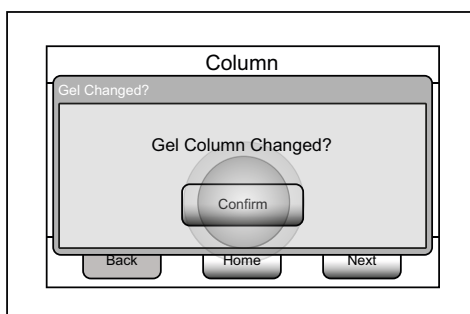 Column
Gel Changed?
Gel Column Changed?
Confirm
Back Home Next